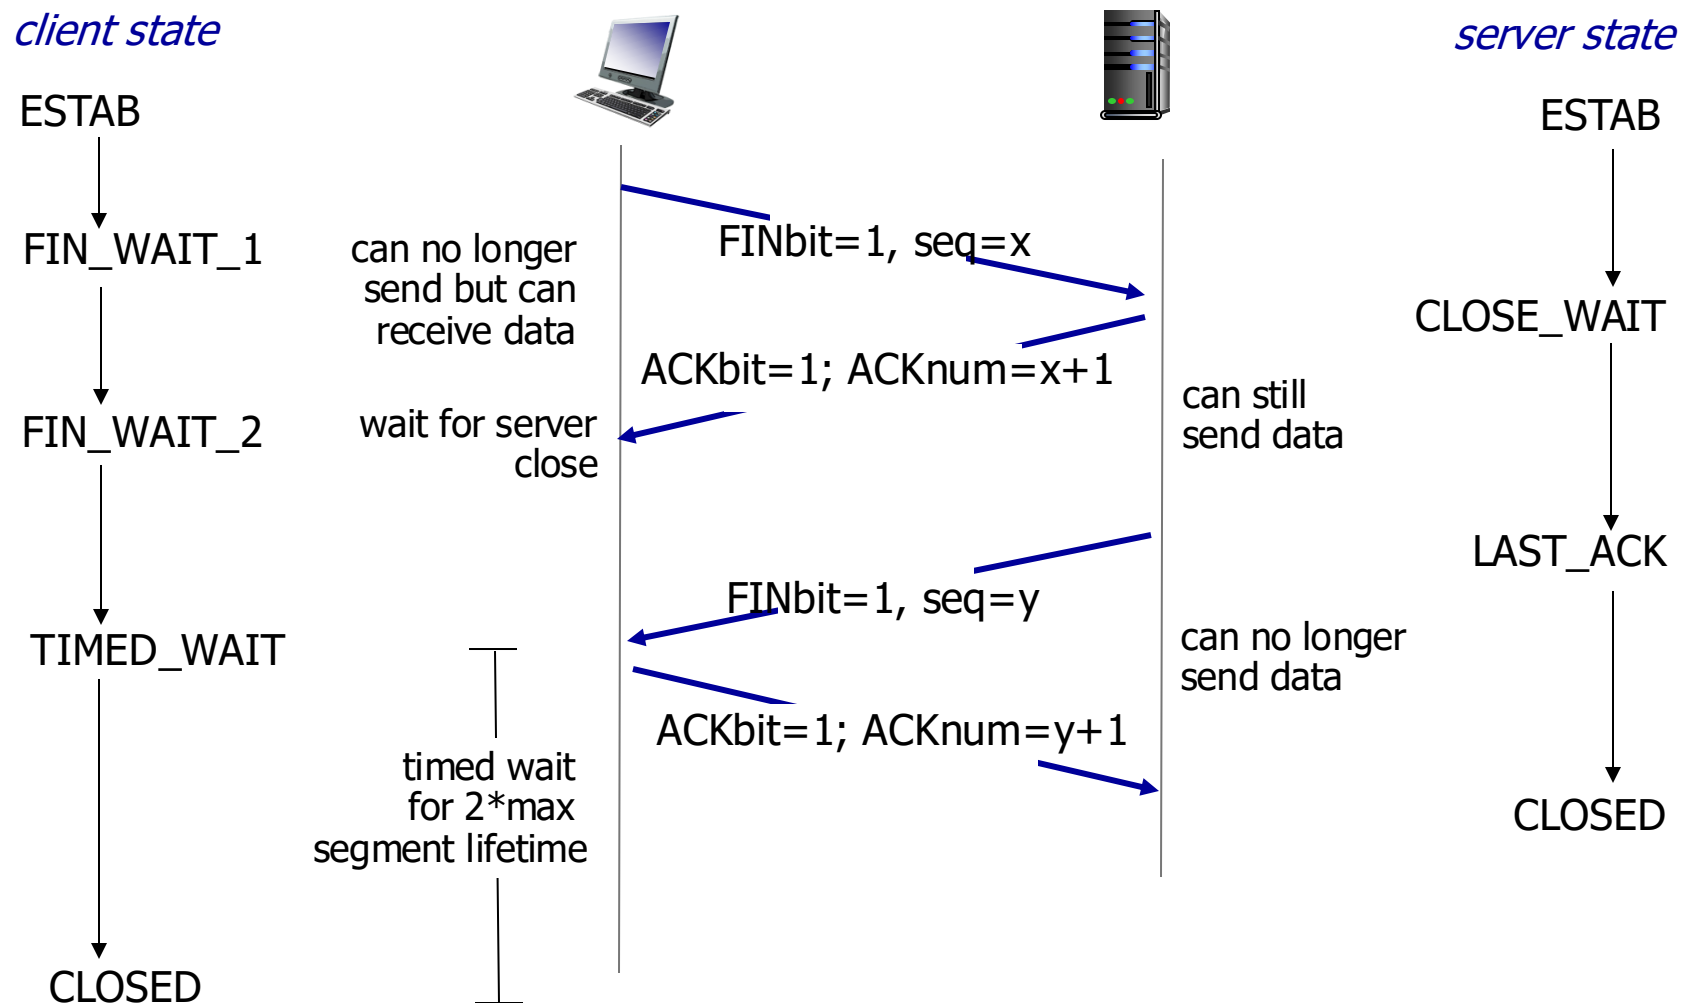 client state
server state
ESTAB
ESTAB
FINbit=1, seq=x
FIN_WAIT_1
can no longer
send but can
receive data
CLOSE_WAIT
ACKbit=1; ACKnum=x+1
can still
send data
FIN_WAIT_2
wait for server
close
LAST_ACK
FINbit=1, seq=y
can no longer
send data
TIMED_WAIT
ACKbit=1; ACKnum=y+1
timed wait
for 2*max
segment lifetime
CLOSED
CLOSED